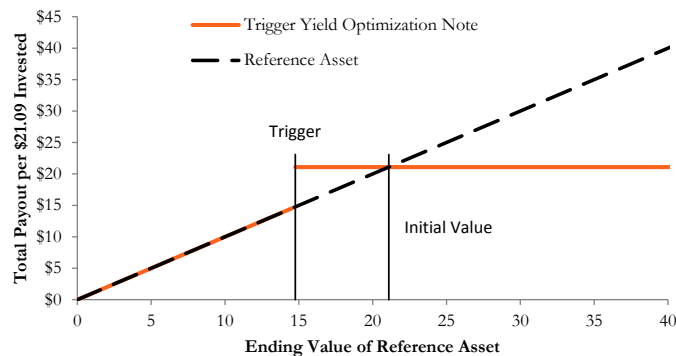 $45
$40
$35
$30
$25
$20
$15
$10
$5
$0
Total Payout per $21.09 Invested
Trigger Yield Optimization Note
Reference Asset
Trigger
Initial Value
0 5 10 15 20 25 30 35 40
Ending Value of Reference Asset